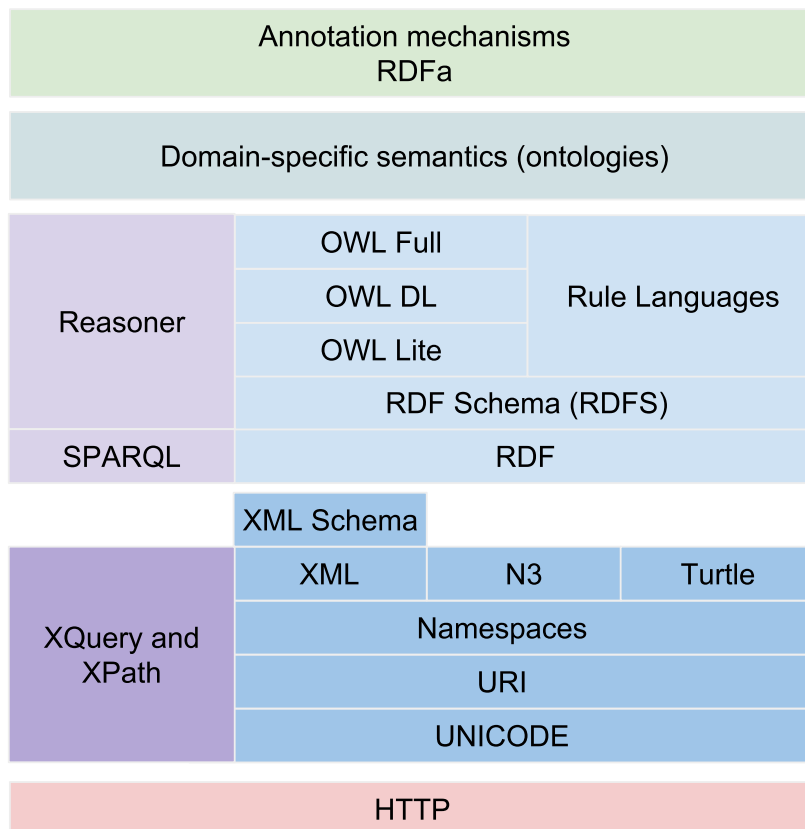 Annotation mechanisms
RDFa
Domain-specific semantics (ontologies)
Reasoner
OWL Full
OWL DL
OWL Lite
Rule Languages
RDF Schema (RDFS)
SPARQL
RDF
XML Schema
XQuery and
XPath
XML
N3
Turtle
Namespaces
URI
UNICODE
HTTP